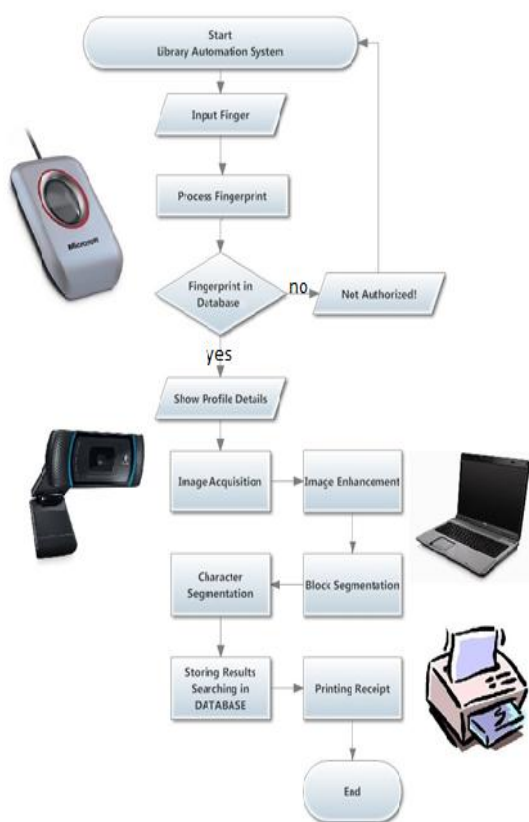 Start
Library Automation System
Input Finger
Process Fingerprint
Microsoft
Fingerprint in
Database
no
Not Authorized!
yes
Show Profile Details
Image Acquisition
Image Enhancement
Character
Segmentation
Block Segmentation
Storing Results
Searching in
DATABASE
Printing Receipt
End